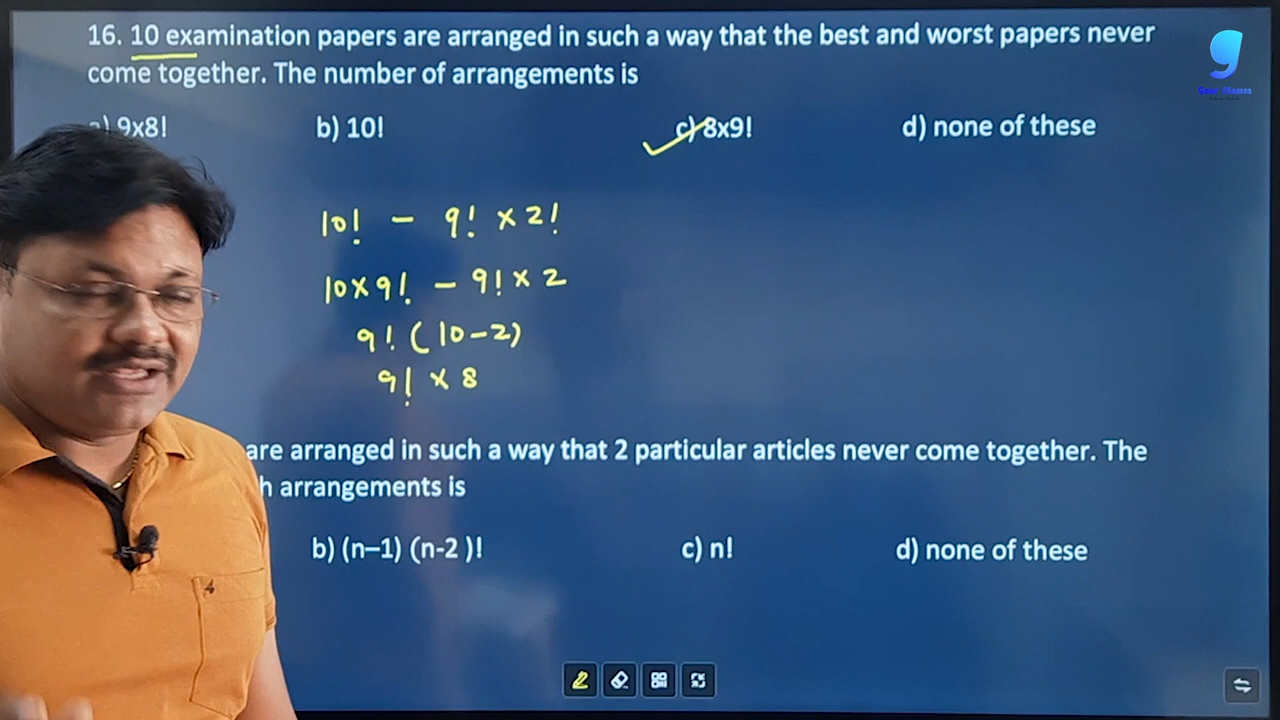 16. 10 examination papers are arranged in such a way that the best and worst papers never
come together. The number of arrangements is
a) 9x8! b) 10! c) 8x9! d) none of these
10! - 9! × 2!
10 × 9! - 9! × 2
9! (10 - 2)
9! × 8
are arranged in such a way that 2 particular articles never come together. The
h arrangements is
b) (n–1) (n-2 )! c) n! d) none of these